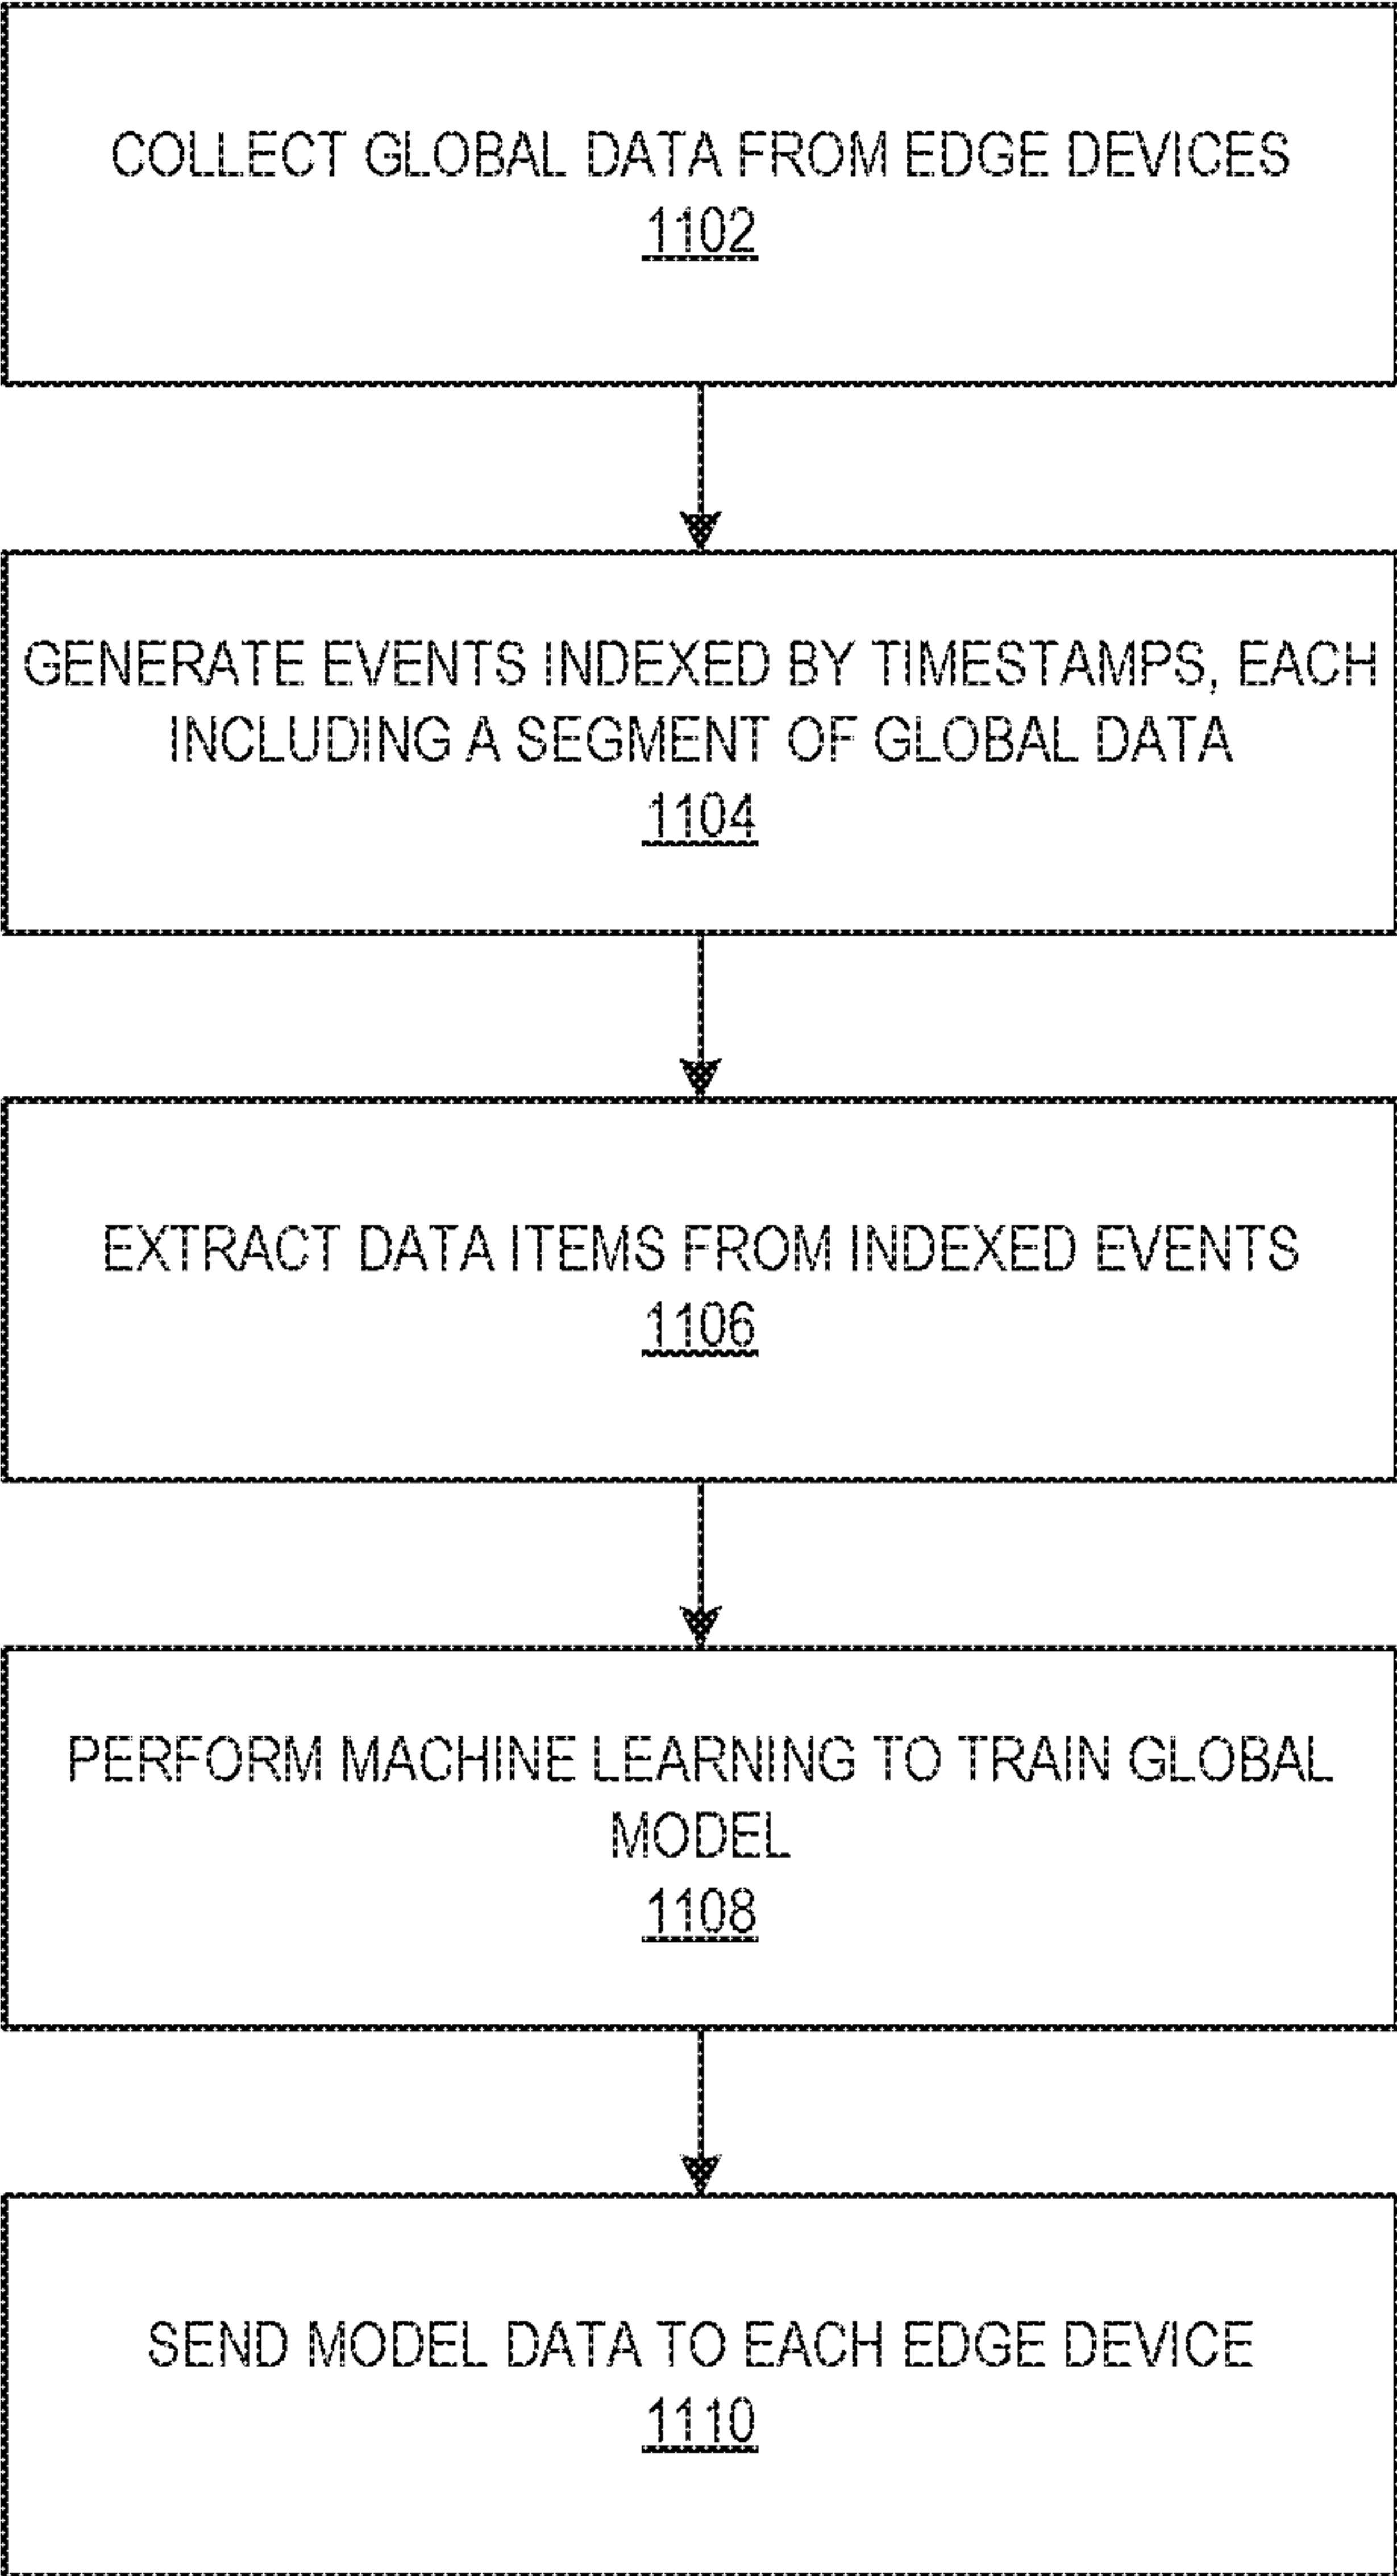 COLLECT GLOBAL DATA FROM EDGE DEVICES
1102
GENERATE EVENTS INDEXED BY TIMESTAMPS, EACH
INCLUDING A SEGMENT OF GLOBAL DATA
1104
EXTRACT DATA ITEMS FROM INDEXED EVENTS
1106
PERFORM MACHINE LEARNING TO TRAIN GLOBAL
MODEL
1108
SEND MODEL DATA TO EACH EDGE DEVICE
1110